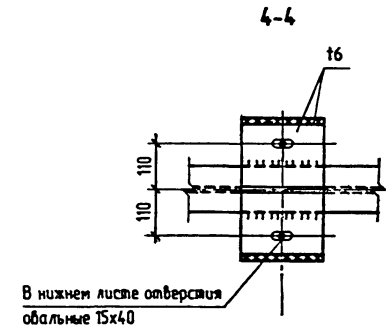 4-4
t6
110
110
В нижнем листе отверстия
овальные 15х40